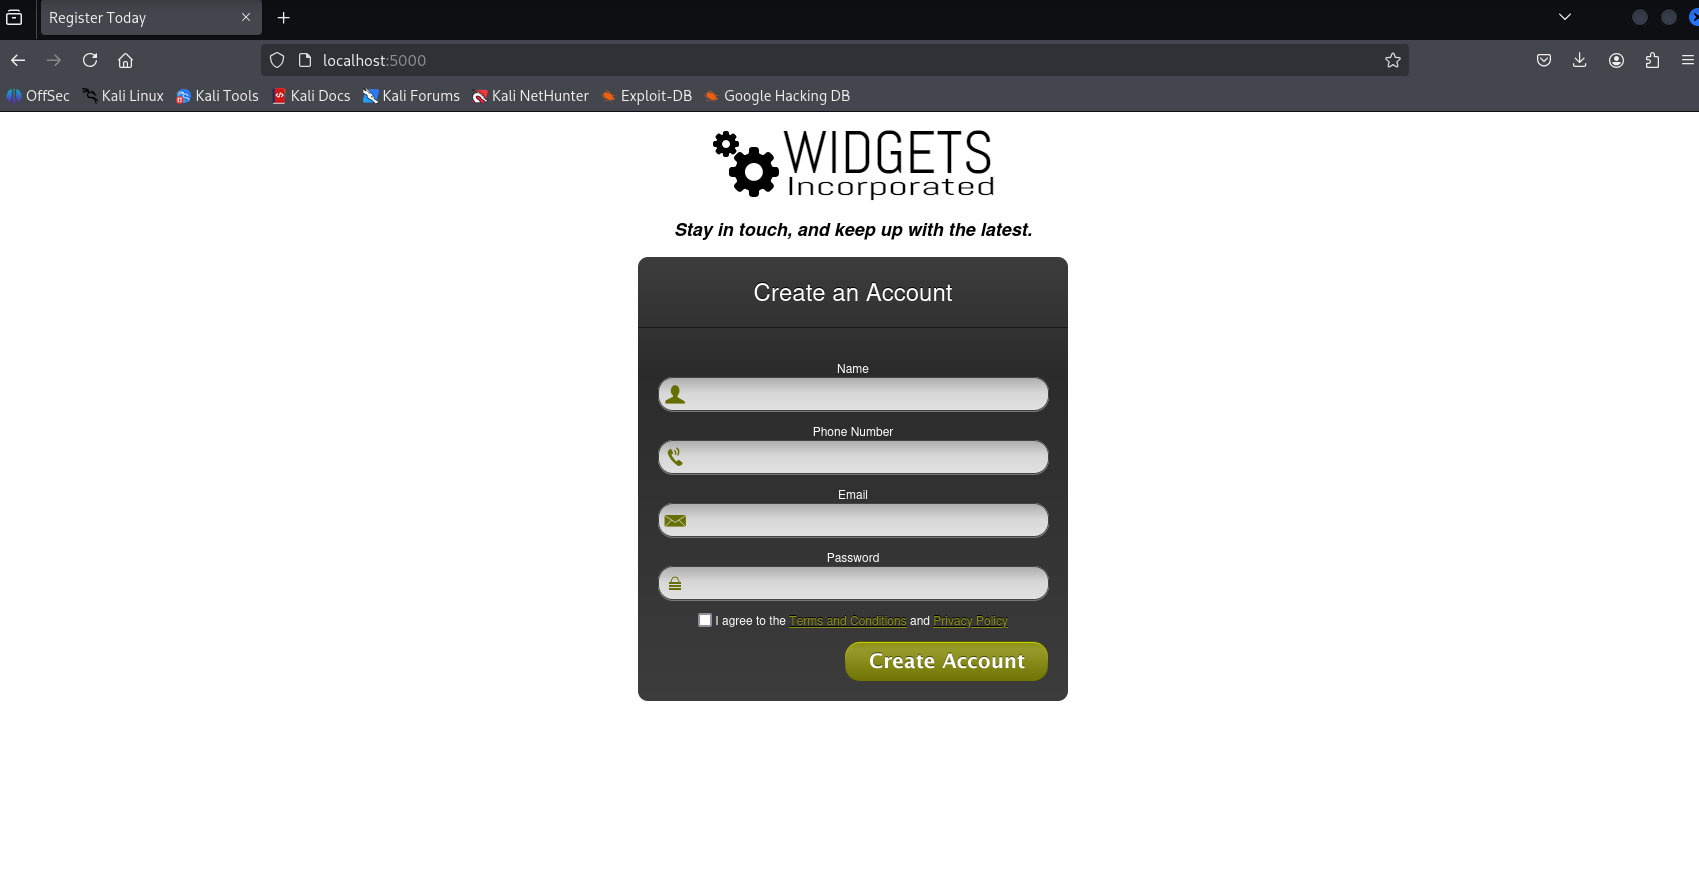 Register Today
localhost:5000
OffSec Kali Linux Kali Tools Kali Docs Kali Forums Kali NetHunter Exploit-DB Google Hacking DB
WIDGETS
Incorporated
Stay in touch, and keep up with the latest.
Create an Account
Name
Phone Number
Email
Password
I agree to the Terms and Conditions and Privacy Policy
Create Account